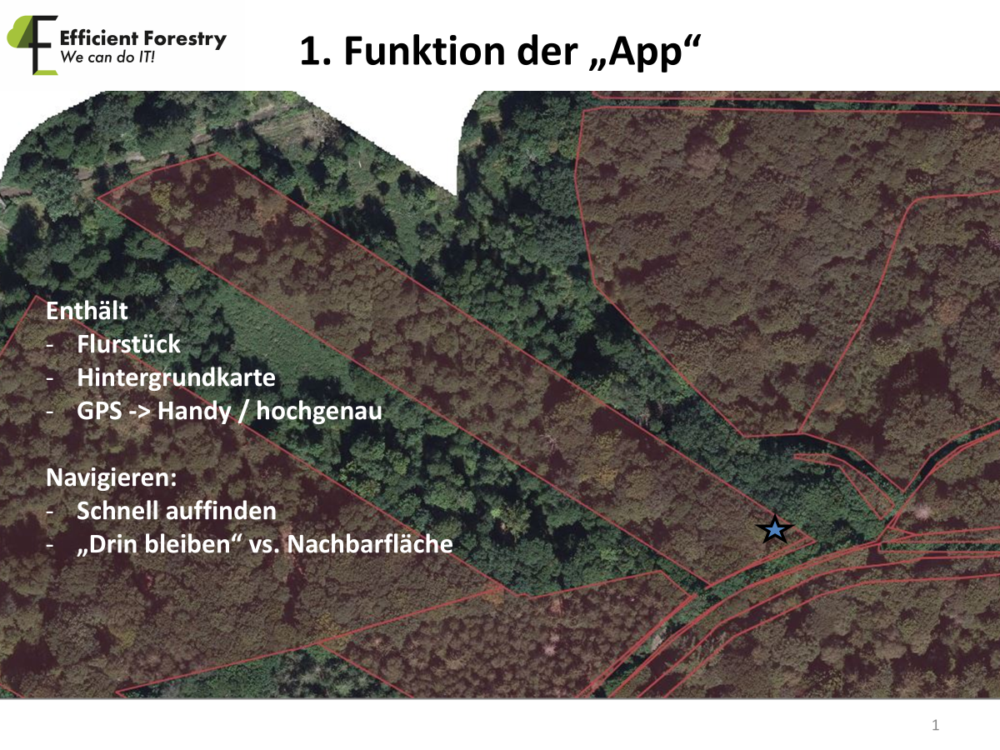 Efficient Forestry
We can do IT!
1. Funktion der „App“
Enthält
- Flurstück
- Hintergrundkarte
- GPS -> Handy / hochgenau
Navigieren:
- Schnell auffinden
- „Drin bleiben“ vs. Nachbarfläche
1